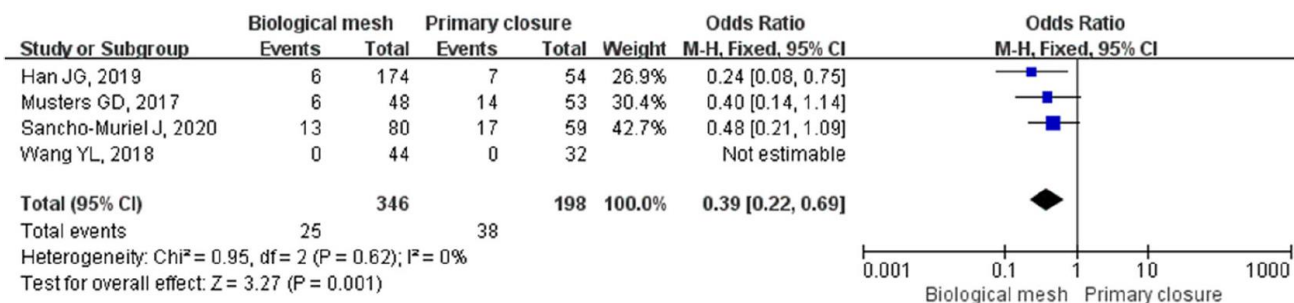 Biological mesh Primary closure Odds Ratio Odds Ratio
Study or Subgroup Events Total Events Total Weight M-H, Fixed, 95% CI M-H, Fixed, 95% CI
Han JG, 2019 6 174 7 54 26.9% 0.24 [0.08, 0.75]
Musters GD, 2017 6 48 14 53 30.4% 0.40 [0.14, 1.14]
Sancho-Muriel J, 2020 13 80 17 59 42.7% 0.48 [0.21, 1.09]
Wang YL, 2018 0 44 0 32 Not estimable
Total (95% CI) 346 198 100.0% 0.39 [0.22, 0.69]
Total events 25 38
Heterogeneity: Chi² = 0.95, df = 2 (P = 0.62); I² = 0%
Test for overall effect: Z = 3.27 (P = 0.001)
0.001 0.1 1 10 1000
Biological mesh Primary closure